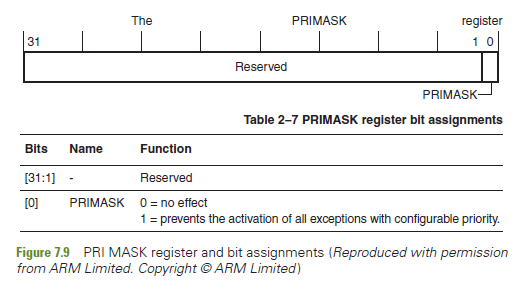 The PRIMASK register
31 1 0
Reserved
PRIMASK
Table 2–7 PRIMASK register bit assignments
Bits Name Function
[31:1] - Reserved
[0] PRIMASK 0 = no effect
1 = prevents the activation of all exceptions with configurable priority.
Figure 7.9 PRI MASK register and bit assignments (Reproduced with permission
from ARM Limited. Copyright © ARM Limited)